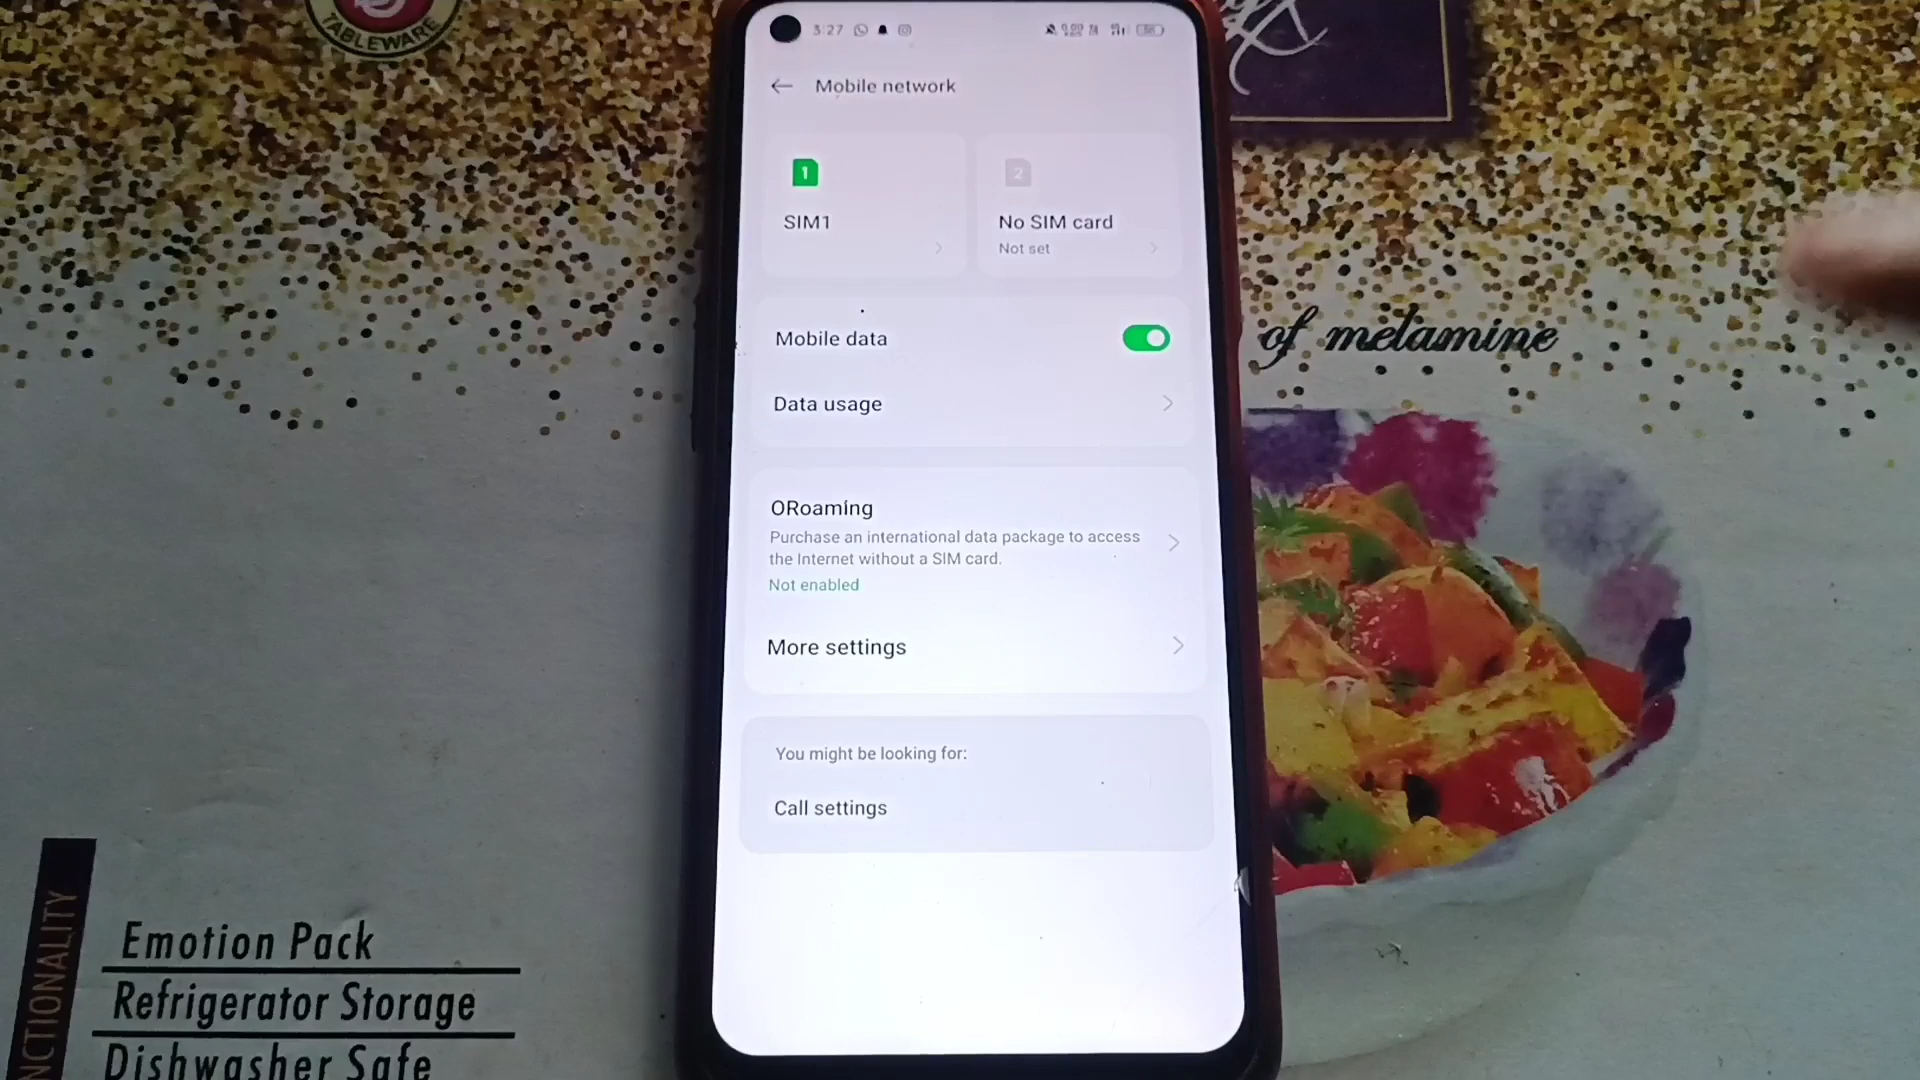 TABLEWARE
3:27
Mobile network
1
2
SIM1
No SIM card
Not set
Mobile data
Data usage
ORoaming
Purchase an international data package to access
the Internet without a SIM card.
Not enabled
More settings
You might be looking for:
Call settings
of melamine
NCTIONALITY
Emotion Pack
Refrigerator Storage
Dishwasher Safe